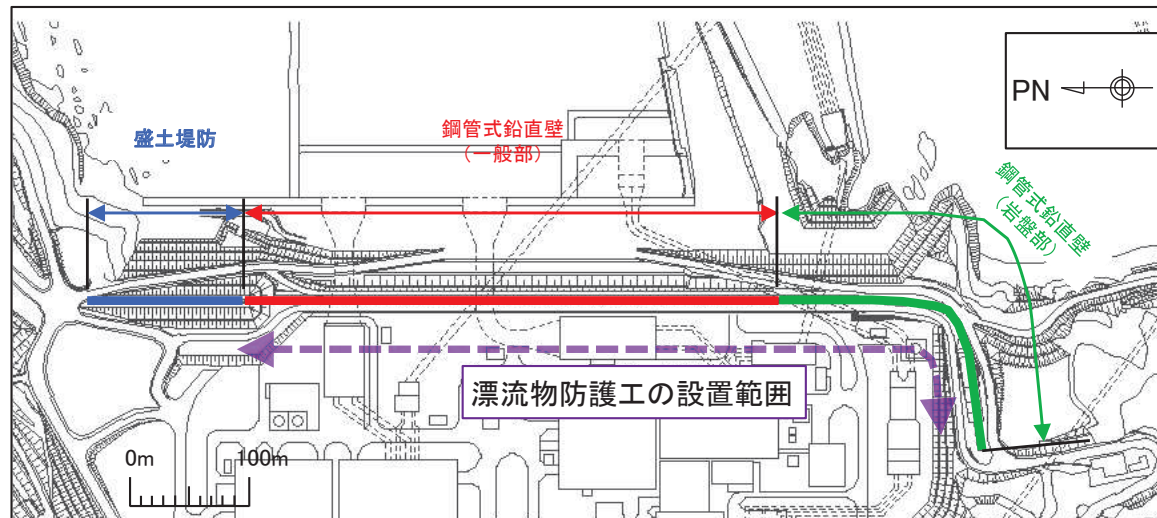 盛土堤防
鋼管式鉛直壁
（一般部）
PN
鋼管式鉛直壁
（岩盤部）
漂流物防護工の設置範囲
0m
100m